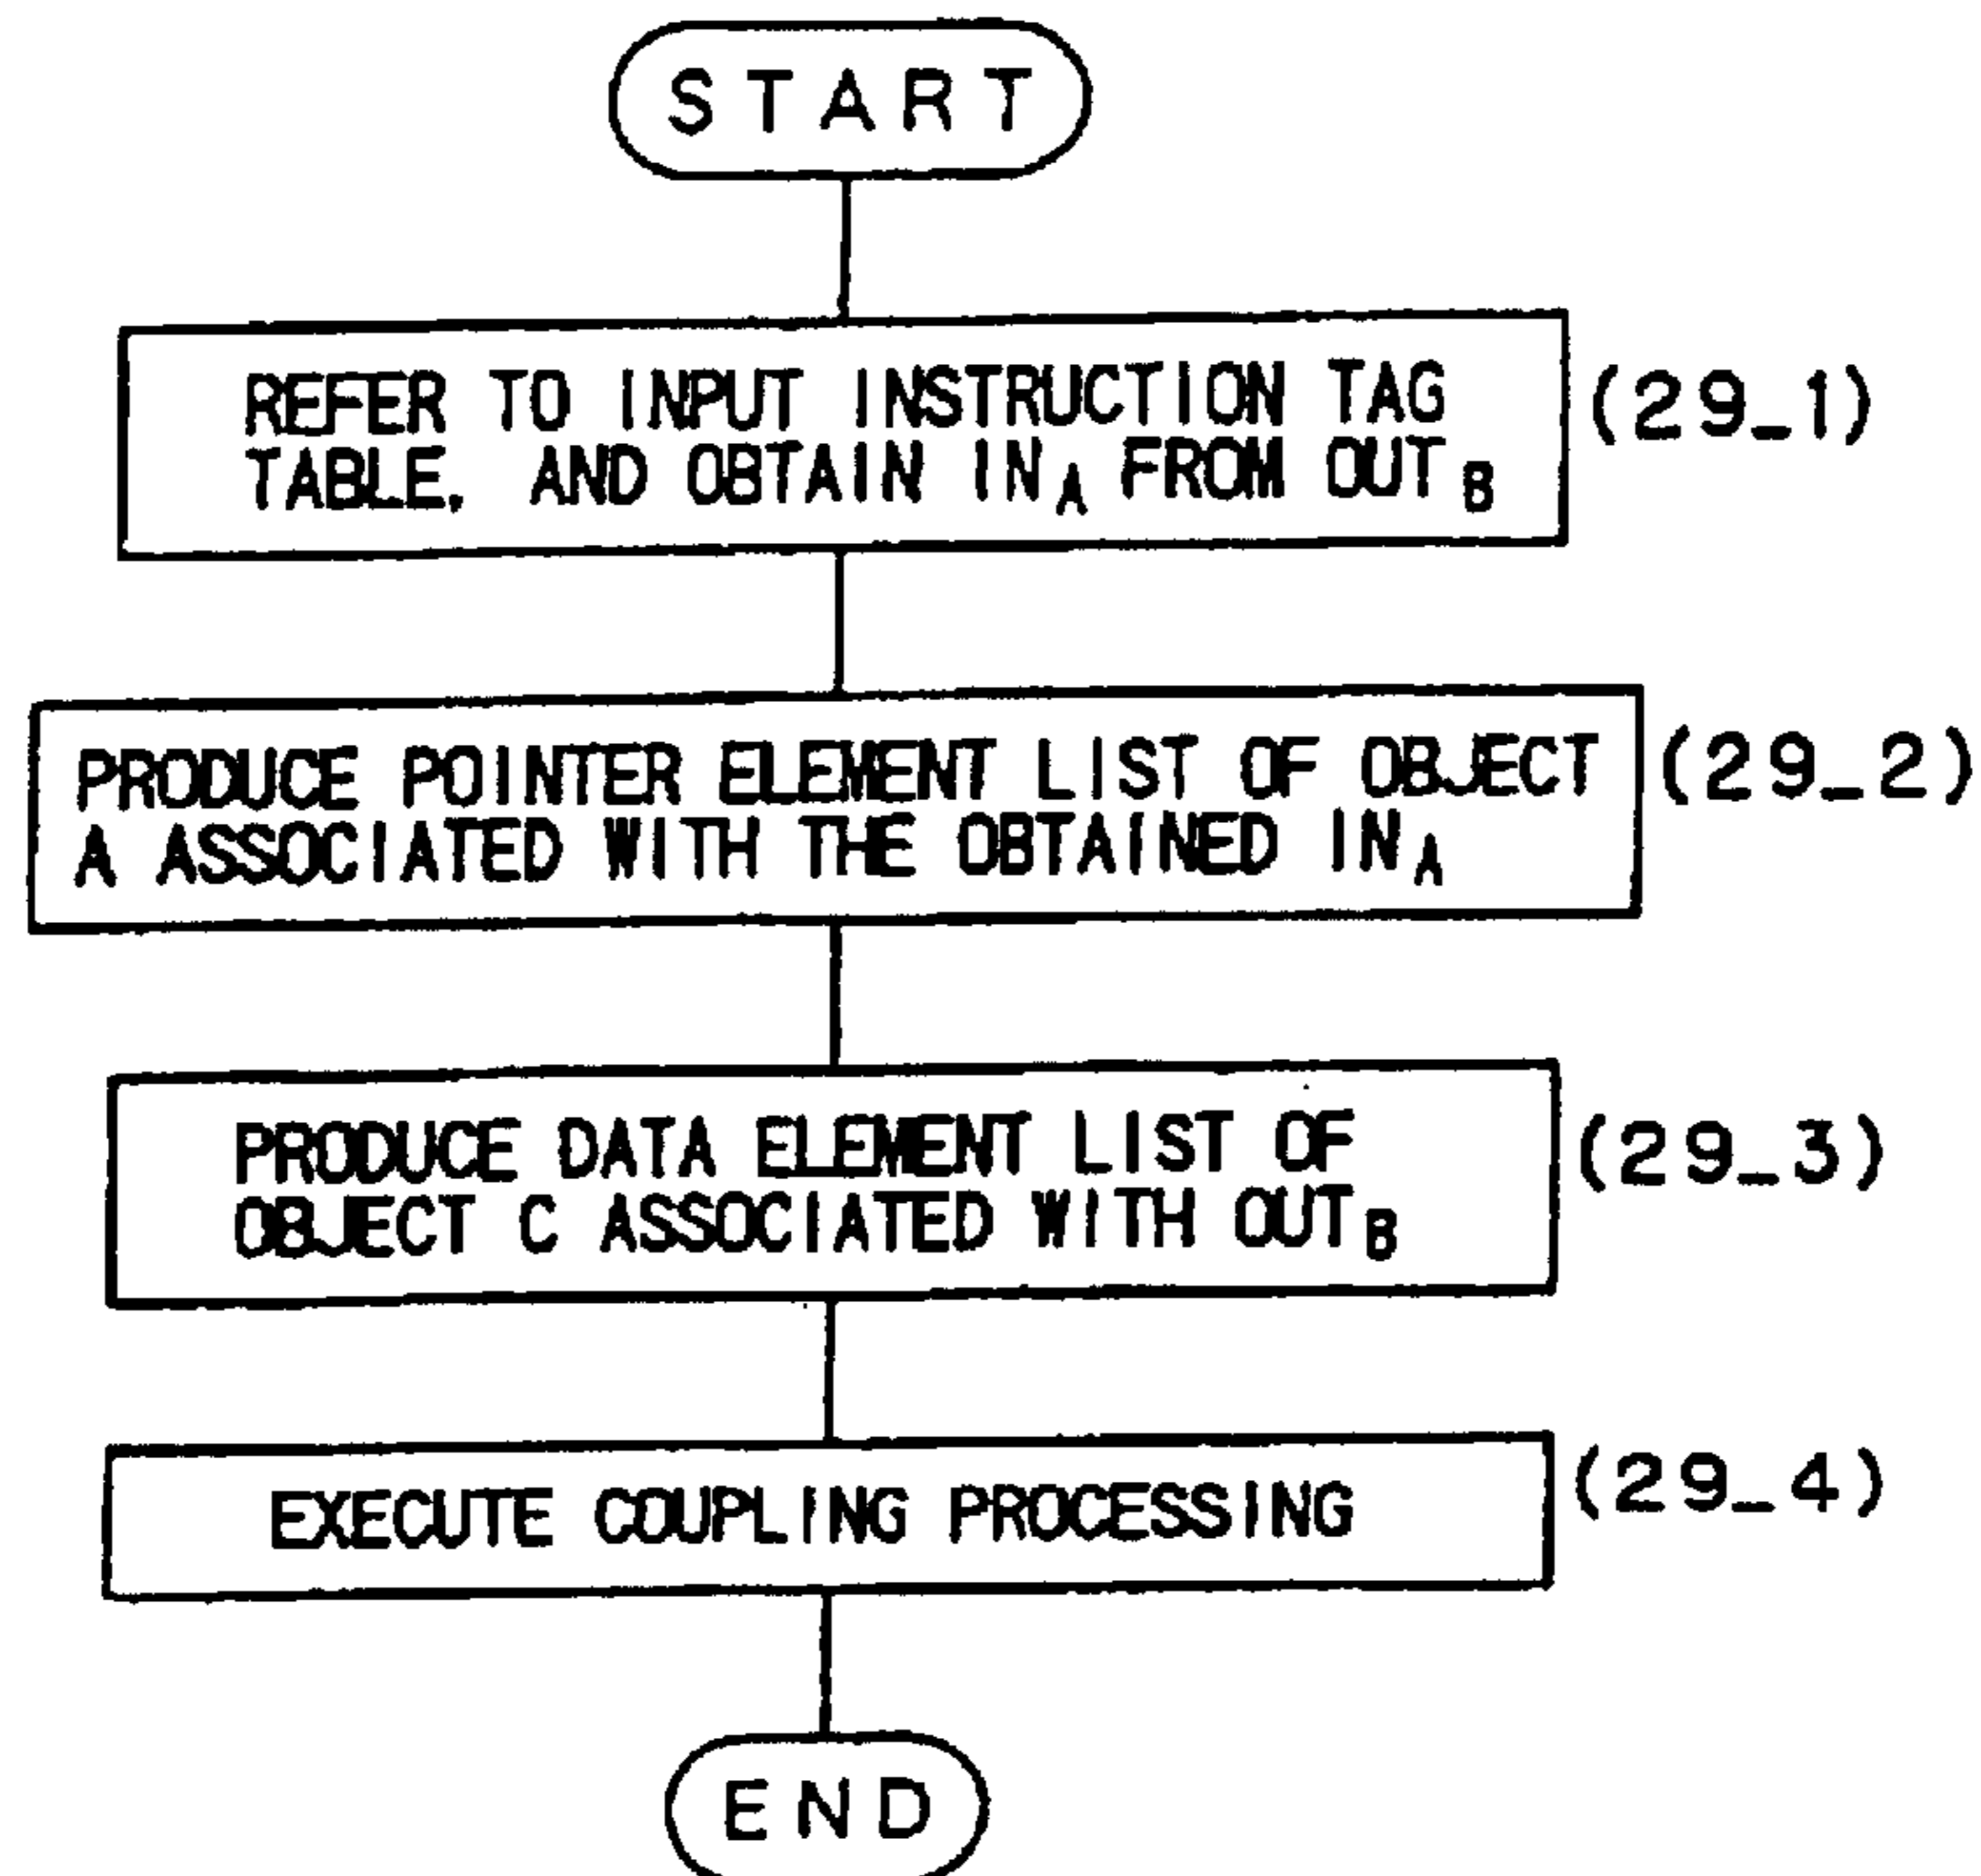 START
REFER TO INPUT INSTRUCTION TAG
TABLE, AND OBTAIN IN_A FROM OUT_B
(29_1)
PRODUCE POINTER ELEMENT LIST OF OBJECT
A ASSOCIATED WITH THE OBTAINED IN_A
(29_2)
PRODUCE DATA ELEMENT LIST OF
OBJECT C ASSOCIATED WITH OUT_B
(29_3)
EXECUTE COUPLING PROCESSING
(29_4)
END